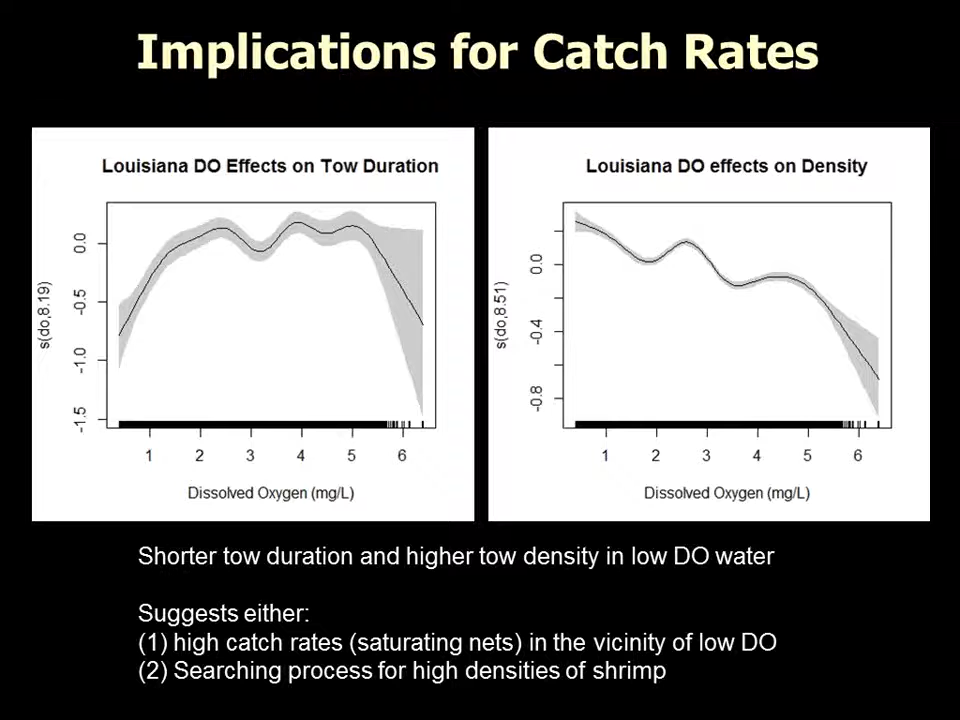 Implications for Catch Rates
Louisiana DO Effects on Tow Duration
s(do,8.19)
0.0
-0.5
-1.0
-1.5
1 2 3 4 5 6
Dissolved Oxygen (mg/L)
Louisiana DO effects on Density
s(do,8.51)
0.0
-0.4
-0.8
1 2 3 4 5 6
Dissolved Oxygen (mg/L)
Shorter tow duration and higher tow density in low DO water
Suggests either:
(1) high catch rates (saturating nets) in the vicinity of low DO
(2) Searching process for high densities of shrimp